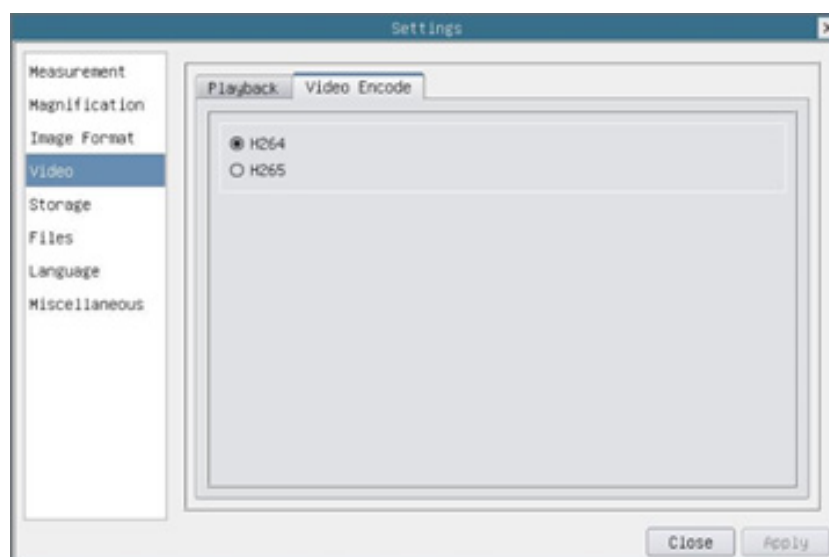 Settings
Measurement
Magnification
Image Format
Video
Storage
Files
Language
Miscellaneous
Playback
Video Encode
H264
H265
Close
Apply